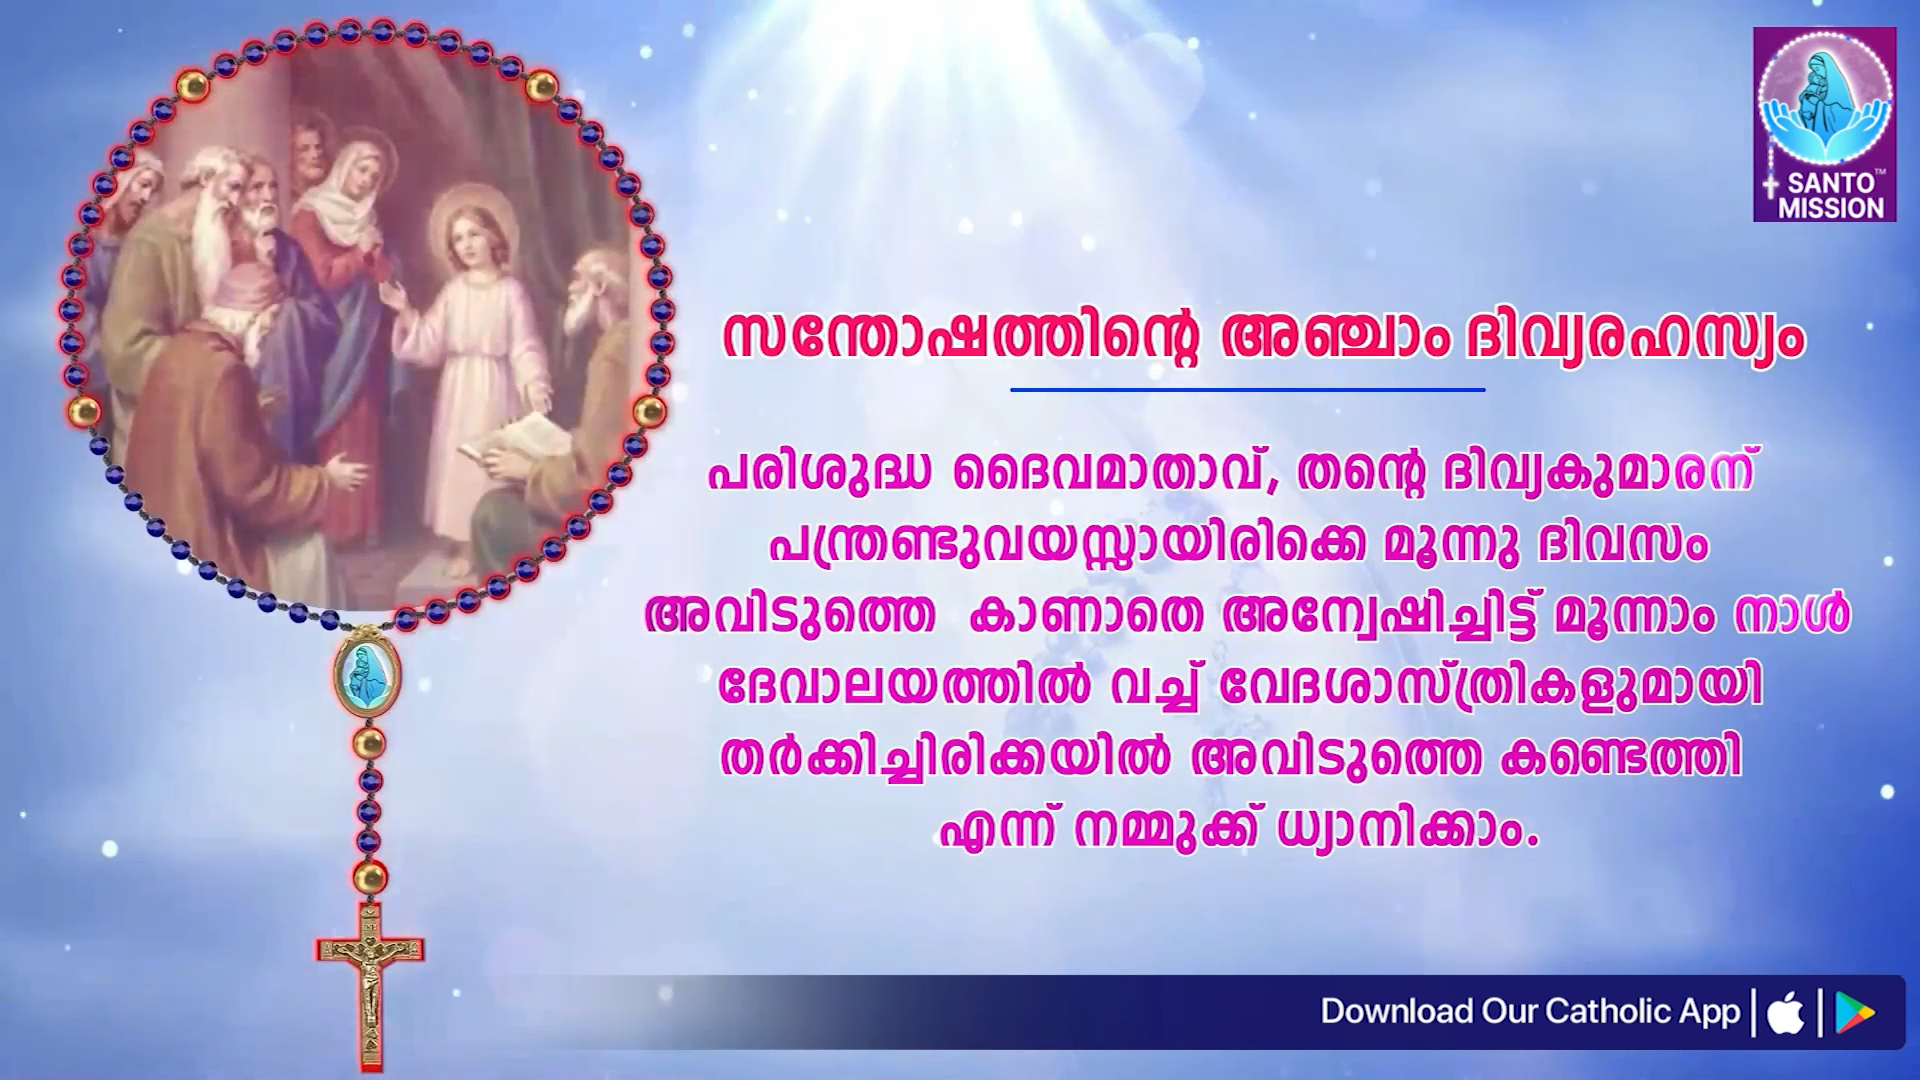 SANTO™
MISSION
സന്തോഷത്തിന്റെ അഞ്ചാം ദിവ്യരഹസ്യം
പരിശുദ്ധ ദൈവമാതാവ്, തന്റെ ദിവ്യകുമാരന്
പന്ത്രണ്ടുവയസ്സായിരിക്കെ മൂന്നു ദിവസം
അവിടുത്തെ കാണാതെ അന്വേഷിച്ചിട്ട് മൂന്നാം നാൾ
ദേവാലയത്തിൽ വച്ച് വേദശാസ്ത്രികളുമായി
തർക്കിച്ചിരിക്കയിൽ അവിടുത്തെ കണ്ടെത്തി
എന്ന് നമ്മുക്ക് ധ്യാനിക്കാം.
Download Our Catholic App